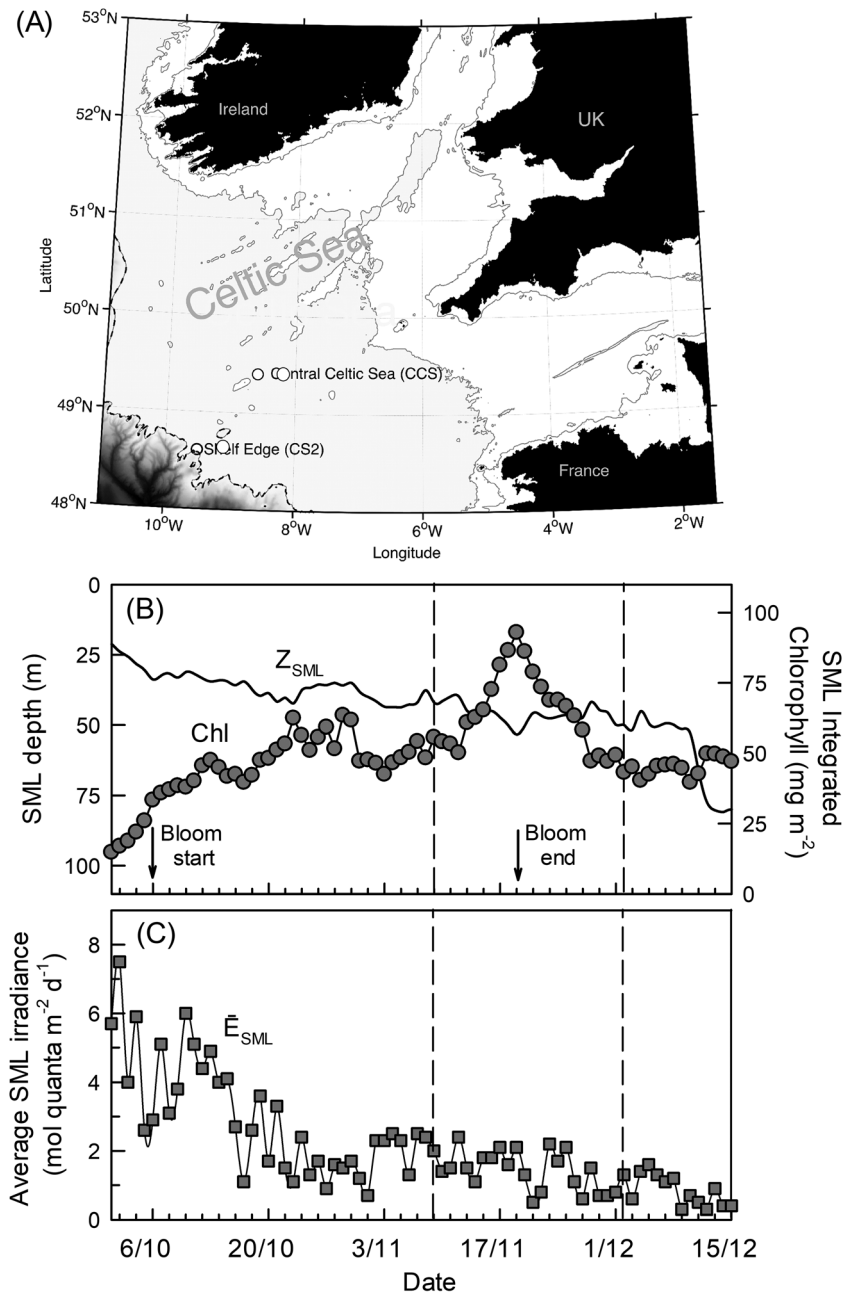 (A)
53°N
52°N
51°N
50°N
49°N
48°N
Latitude
Ireland
UK
Celtic Sea
Central Celtic Sea (CCS)
Shelf Edge (CS2)
France
10°W
8°W
6°W
4°W
2°W
Longitude
(B)
0
25
50
75
100
SML depth (m)
Z_SML
Chl
Bloom
start
Bloom
end
100
75
50
25
0
SML Integrated
Chlorophyll (mg m⁻²)
(C)
8
6
4
2
0
Average SML irradiance
(mol quanta m⁻² d⁻¹)
Ē_SML
6/10
20/10
3/11
17/11
1/12
15/12
Date